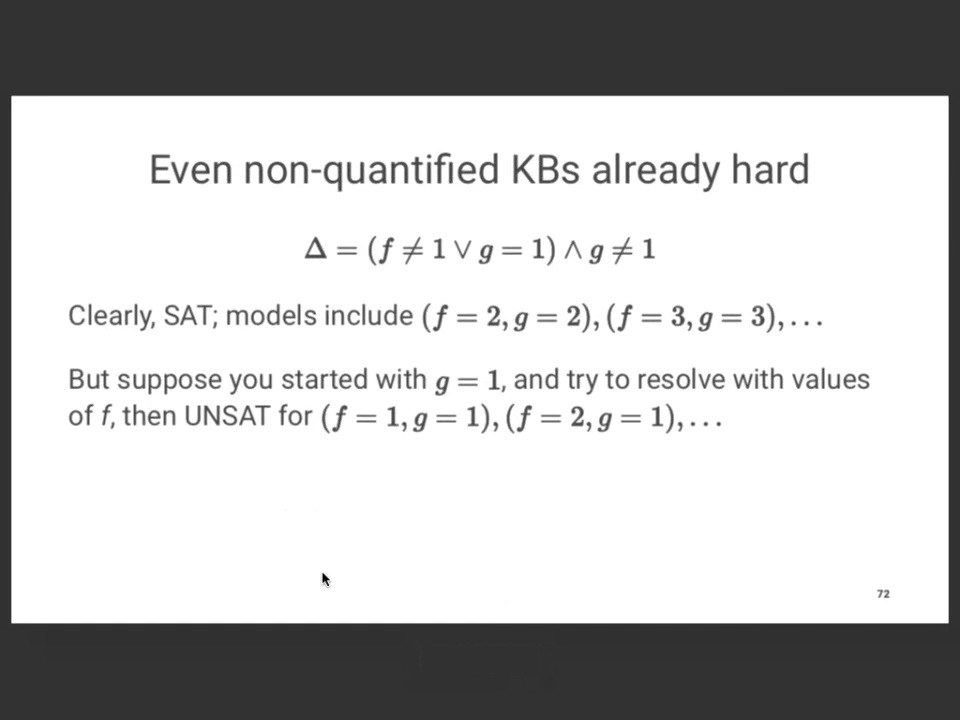 Even non-quantified KBs already hard
Δ = (f ≠ 1 ∨ g = 1) ∧ g ≠ 1
Clearly, SAT; models include (f = 2, g = 2), (f = 3, g = 3), . . .
But suppose you started with g = 1, and try to resolve with values
of f, then UNSAT for (f = 1, g = 1), (f = 2, g = 1), . . .
72